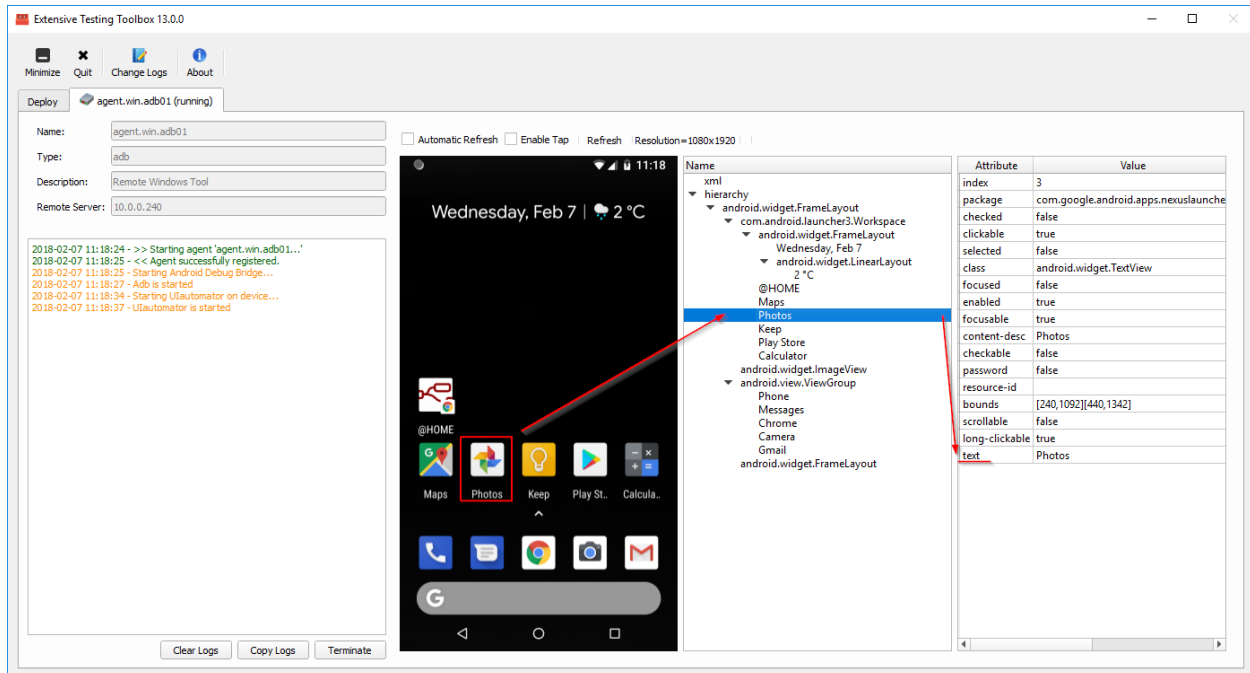 Extensive Testing Toolbox 13.0.0
Minimize Quit Change Logs About
Deploy agent.win.adb01 (running)
Name: agent.win.adb01
Type: adb
Description: Remote Windows Tool
Remote Server: 10.0.0.240
2018-02-07 11:18:24 - >> Starting agent 'agent.win.adb01...'
2018-02-07 11:18:25 - << Agent successfully registered.
2018-02-07 11:18:25 - Starting Android Debug Bridge...
2018-02-07 11:18:27 - Adb is started
2018-02-07 11:18:34 - Starting UIautomator on device...
2018-02-07 11:18:37 - UIautomator is started
Clear Logs Copy Logs Terminate
Automatic Refresh Enable Tap Refresh Resolution=1080x1920
11:18
Wednesday, Feb 7 | 2 °C
@HOME
Maps Photos Keep Play St.. Calcula..
G
Name
xml
hierarchy
android.widget.FrameLayout
com.android.launcher3.Workspace
android.widget.FrameLayout
Wednesday, Feb 7
android.widget.LinearLayout
2 °C
@HOME
Maps
Photos
Keep
Play Store
Calculator
android.widget.ImageView
android.view.ViewGroup
Phone
Messages
Chrome
Camera
Gmail
android.widget.FrameLayout
Attribute Value
index 3
package com.google.android.apps.nexuslaunche
checked false
clickable true
selected false
class android.widget.TextView
focused false
enabled true
focusable true
content-desc Photos
checkable false
password false
resource-id
bounds [240,1092][440,1342]
scrollable false
long-clickable true
text Photos